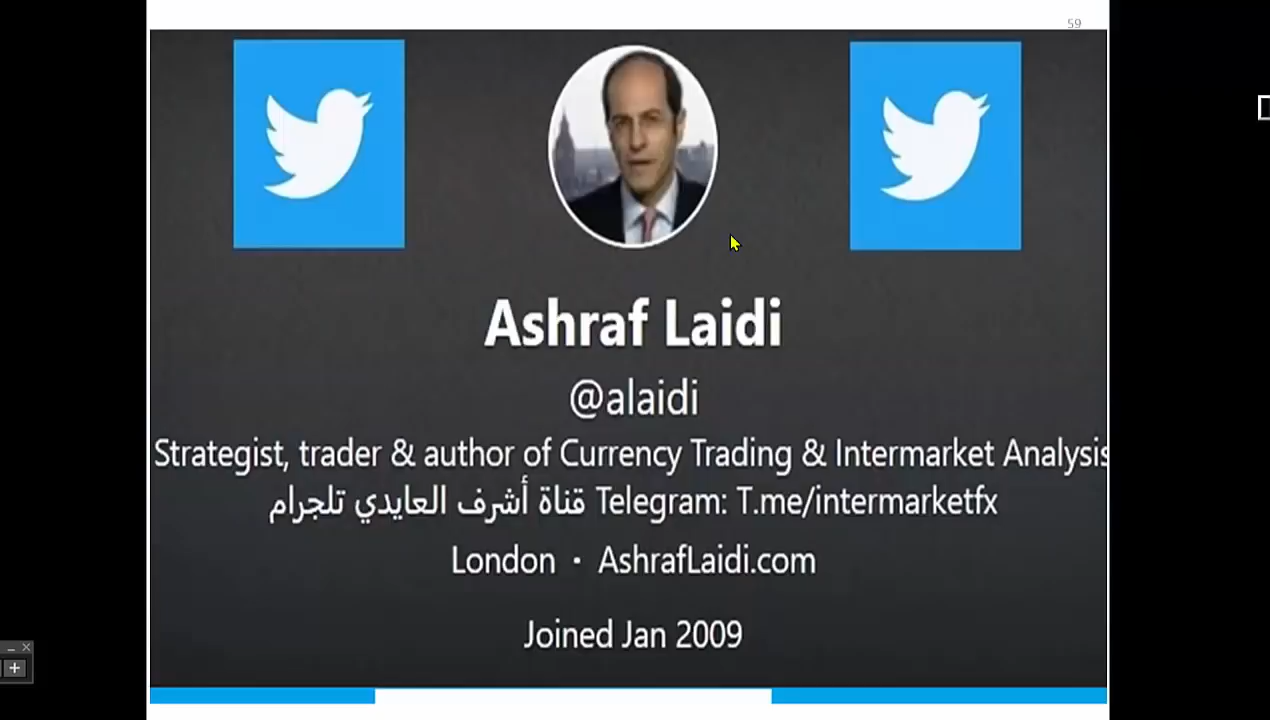 59
Ashraf Laidi
@alaidi
Strategist, trader & author of Currency Trading & Intermarket Analysis
قناة أشرف العايدي تلجرام Telegram: T.me/intermarketfx
London · AshrafLaidi.com
Joined Jan 2009